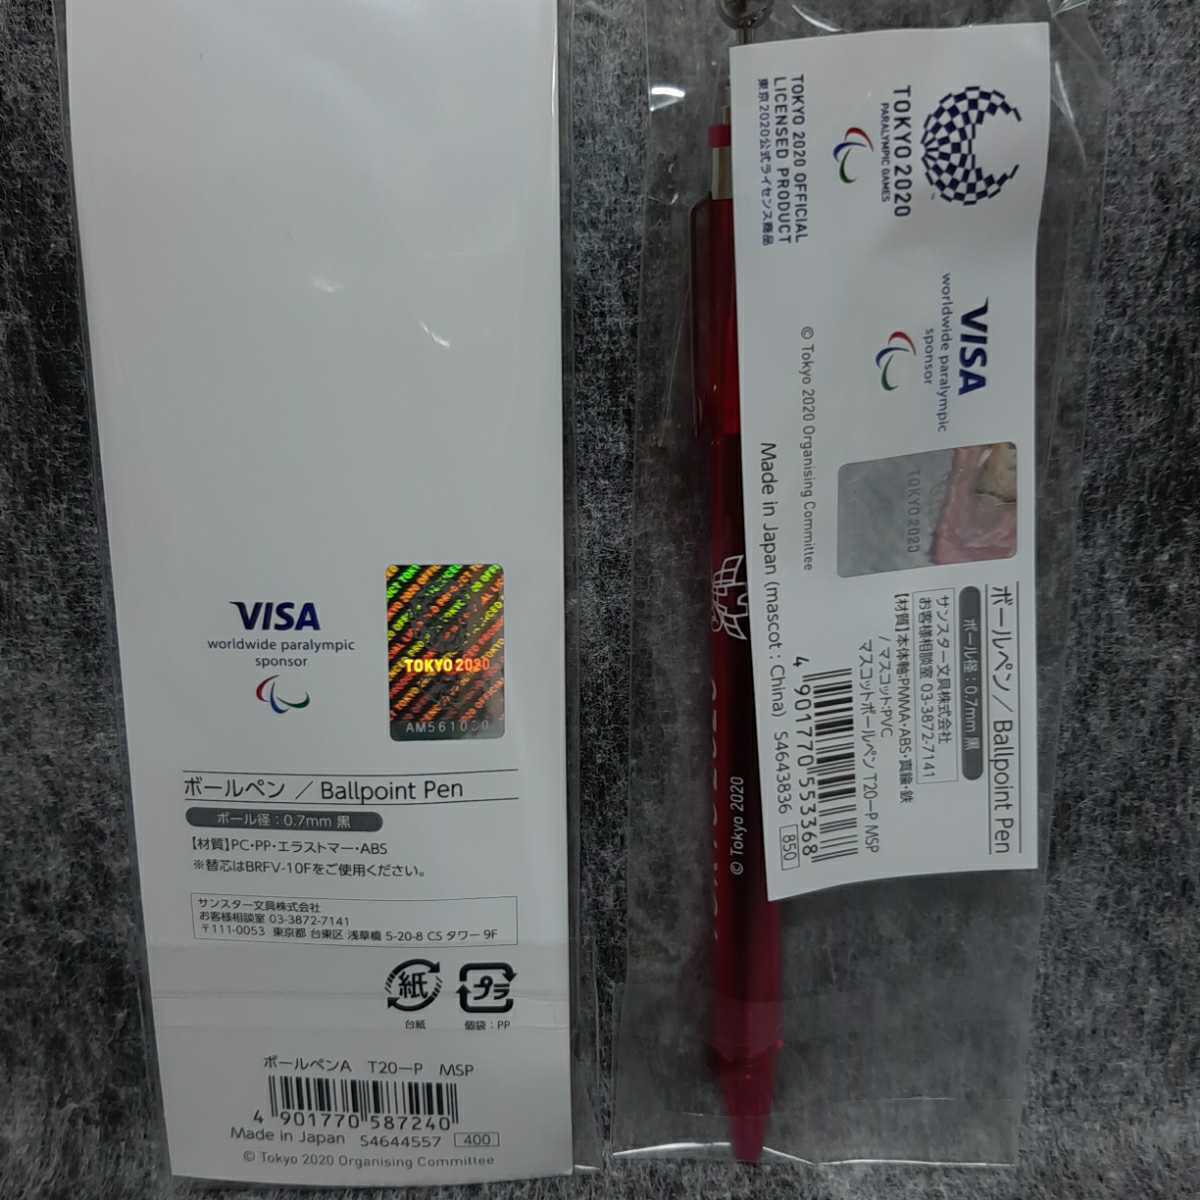 VISA
worldwide paralympic
sponsor
TOKYO 2020
ボールペン／Ballpoint Pen
ボール径：0.7mm 黒
【材質】PC・PP・エラストマー・ABS
※替芯はBRFV-10Fをご使用ください。
サンスター文具株式会社
お客様相談室 03-3872-7141
〒111-0053 東京都 台東区 浅草橋 5-20-8 CS タワー 9F
紙
プラ
台紙
個袋：PP
ボールペンA T20ーP MSP
4 901770 587240
Made in Japan S4644557 400
© Tokyo 2020 Organising Committee
TOKYO 2020
PARALYMPIC GAMES
TOKYO 2020 OFFICIAL
LICENSED PRODUCT
東京2020公式ライセンス商品
VISA
worldwide paralympic
sponsor
© Tokyo 2020 Organising Committee
TOKYO 2020
ボールペン／Ballpoint Pen
ボール径：0.7mm 黒
サンスター文具株式会社
お客様相談室 03-3872-7141
【材質】本体軸:PMMA・ABS・真鍮・鉄
/ マスコット:PVC
マスコットボールペン T20ーP MSP
4 901770 553368
Made in Japan (mascot : China) S4643836 850
© Tokyo 2020